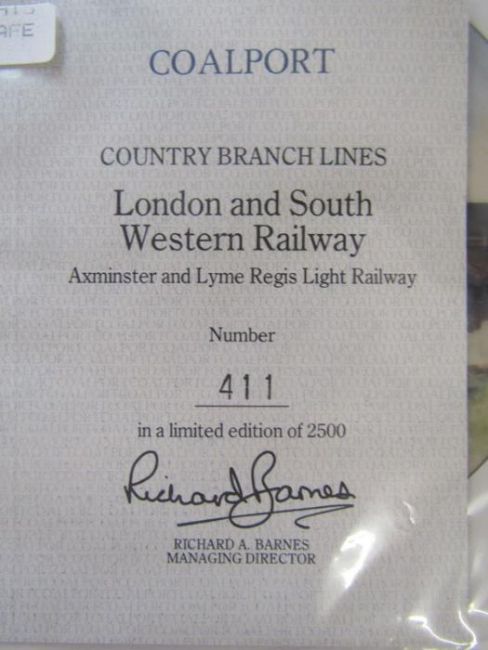 AFE
COALPORT
COUNTRY BRANCH LINES
London and South
Western Railway
Axminster and Lyme Regis Light Railway
Number
411
in a limited edition of 2500
Richard Barnes
RICHARD A. BARNES
MANAGING DIRECTOR